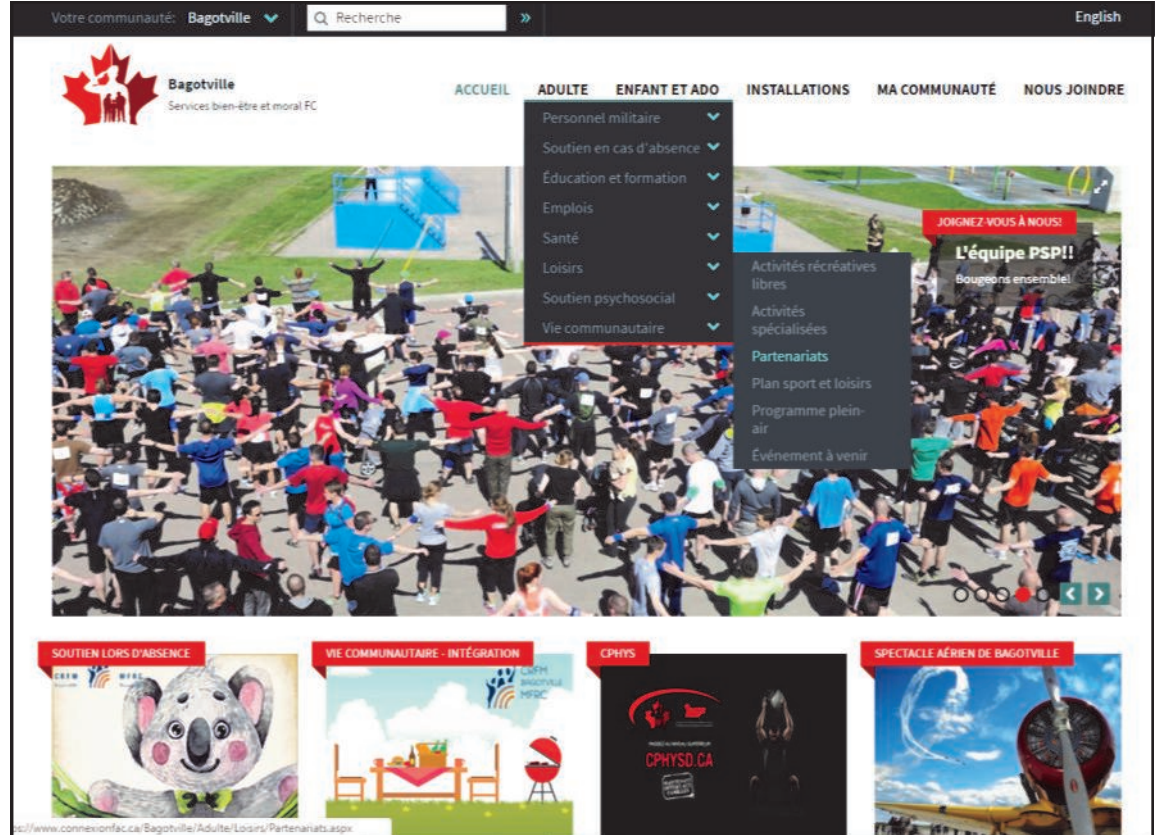 Votre communauté: Bagotville
Recherche
»
English
Bagotville
Services bien-être et moral FC
ACCUEIL ADULTE ENFANT ET ADO INSTALLATIONS MA COMMUNAUTÉ NOUS JOINDRE
Personnel militaire
Soutien en cas d'absence
Éducation et formation
Emplois
Santé
Loisirs
Soutien psychosocial
Vie communautaire
Activités récréatives
libres
Activités
spécialisées
Partenariats
Plan sport et loisirs
Programme plein-
air
Événement à venir
JOIGNEZ-VOUS À NOUS!
L'équipe PSP!!
Bougeons ensemble!
SOUTIEN LORS D'ABSENCE
CRFM MFRC
VIE COMMUNAUTAIRE - INTÉGRATION
CRFM
BAGOTVILLE
MFRC
CPHYS
CPHYSD.CA
SPECTACLE AÉRIEN DE BAGOTVILLE
ps://www.connexionfac.ca/Bagotville/Adulte/Loisirs/Partenariats.aspx